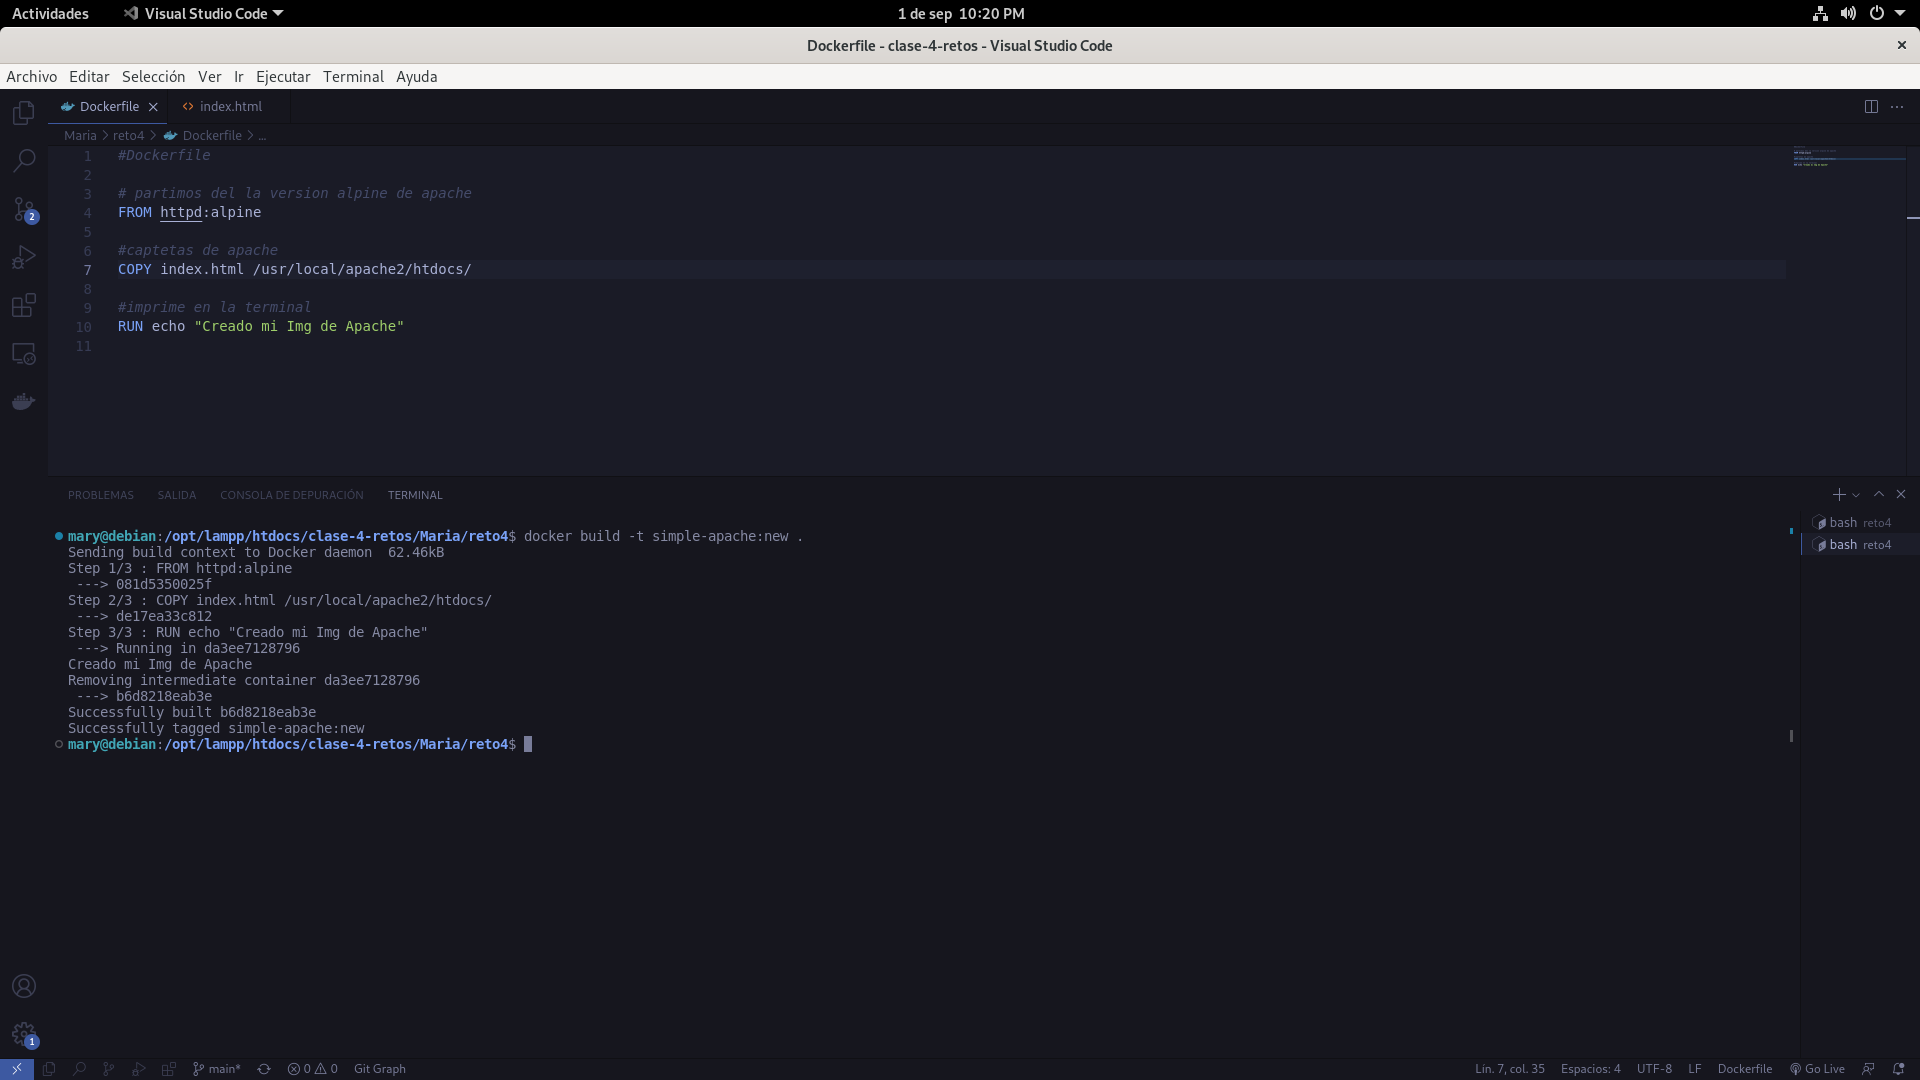 Actividades Visual Studio Code 1 de sep 10:20 PM
Dockerfile - clase-4-retos - Visual Studio Code
Archivo Editar Selección Ver Ir Ejecutar Terminal Ayuda
Dockerfile index.html
Maria > reto4 > Dockerfile > ...
1 #Dockerfile
2
3 # partimos del la version alpine de apache
4 FROM httpd:alpine
5
6 #captetas de apache
7 COPY index.html /usr/local/apache2/htdocs/
8
9 #imprime en la terminal
10 RUN echo "Creado mi Img de Apache"
11
2
PROBLEMAS SALIDA CONSOLA DE DEPURACIÓN TERMINAL
bash reto4
bash reto4
mary@debian:/opt/lampp/htdocs/clase-4-retos/Maria/reto4$ docker build -t simple-apache:new .
Sending build context to Docker daemon  62.46kB
Step 1/3 : FROM httpd:alpine
 ---> 081d5350025f
Step 2/3 : COPY index.html /usr/local/apache2/htdocs/
 ---> de17ea33c812
Step 3/3 : RUN echo "Creado mi Img de Apache"
 ---> Running in da3ee7128796
Creado mi Img de Apache
Removing intermediate container da3ee7128796
 ---> b6d8218eab3e
Successfully built b6d8218eab3e
Successfully tagged simple-apache:new
mary@debian:/opt/lampp/htdocs/clase-4-retos/Maria/reto4$
1
main* 0 0 Git Graph Lín. 7, col. 35 Espacios: 4 UTF-8 LF Dockerfile Go Live